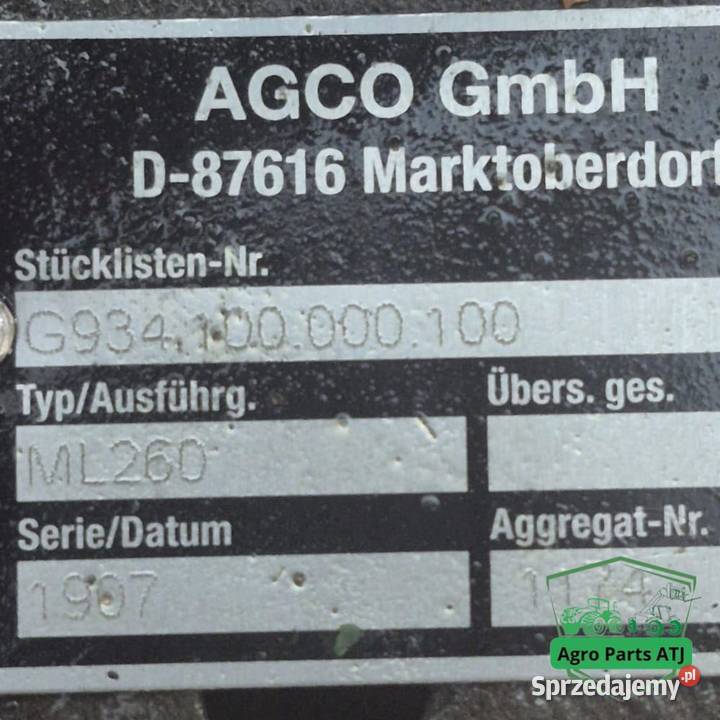 AGCO GmbH
D-87616 Marktoberdorf
Stücklisten-Nr.
G934.100.000.100
Typ/Ausführg.
Übers. ges.
ML260
Serie/Datum
Aggregat-Nr.
1907
Agro Parts ATJ
Sprzedajemy.pl